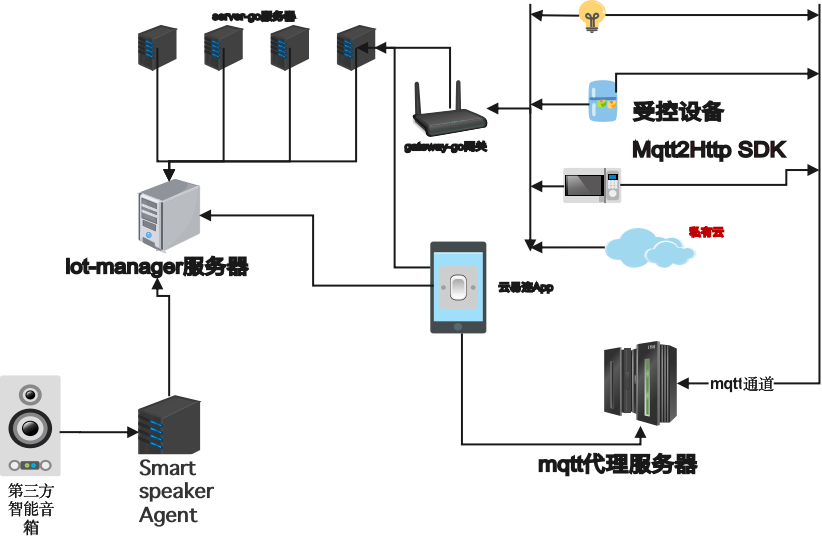 server-go服务器
gateway-go网关
受控设备
Mqtt2Http SDK
私有云
Iot-manager服务器
云易连App
mqtt通道
mqtt代理服务器
Smart
speaker
Agent
第三方
智能音
箱